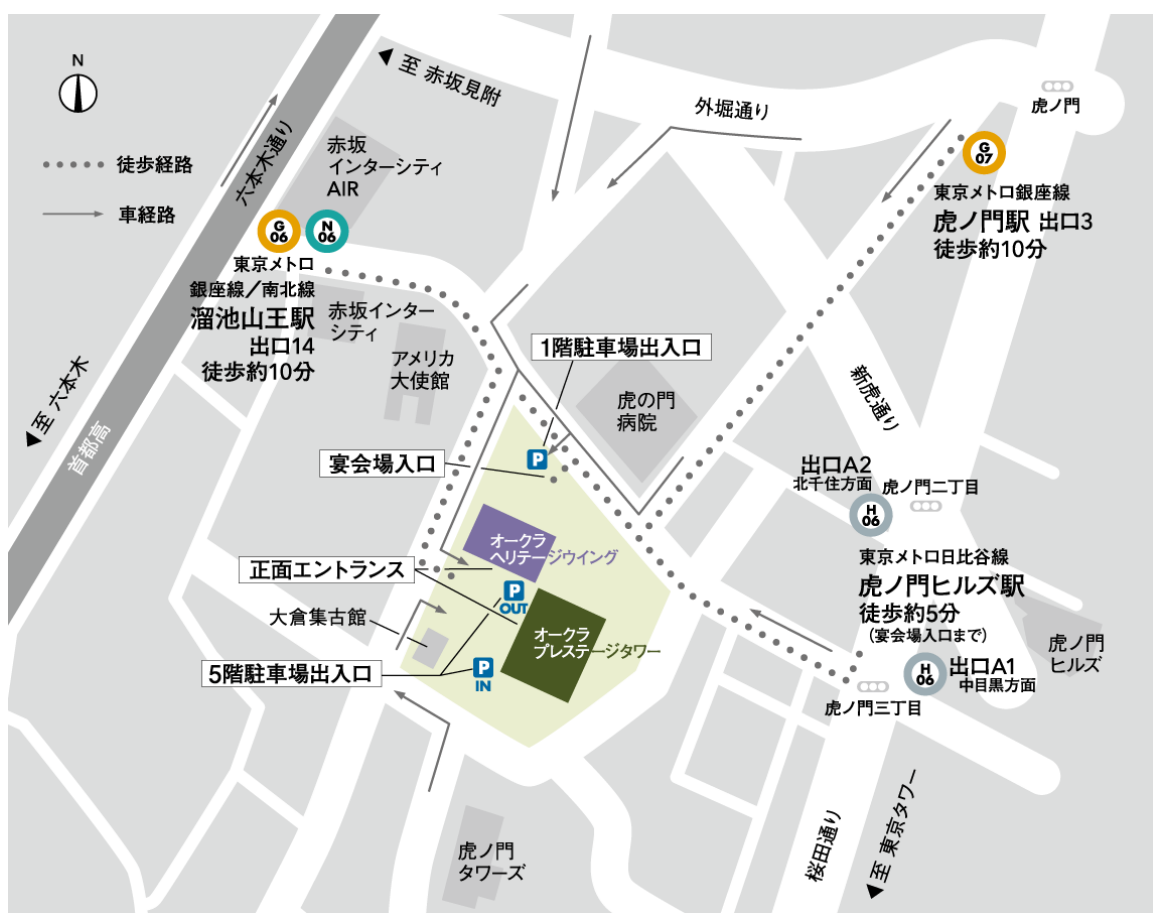 N
徒歩経路
車経路
至 赤坂見附
外堀通り
虎ノ門
六本木通り
赤坂
インターシティ
AIR
G
06
N
06
東京メトロ
銀座線／南北線
溜池山王駅
出口14
徒歩約10分
G
07
東京メトロ銀座線
虎ノ門駅 出口3
徒歩約10分
赤坂インター
シティ
アメリカ
大使館
1階駐車場出入口
虎の門
病院
新虎通り
至 六本木
首都高
宴会場入口
P
出口A2
北千住方面
虎ノ門二丁目
H
06
オークラ
ヘリテージウイング
正面エントランス
P
OUT
東京メトロ日比谷線
虎ノ門ヒルズ駅
徒歩約5分
(宴会場入口まで)
大倉集古館
オークラ
プレステージタワー
虎ノ門
ヒルズ
5階駐車場出入口
P
IN
H
06
出口A1
中目黒方面
虎ノ門三丁目
桜田通り
至 東京タワー
虎ノ門
タワーズ